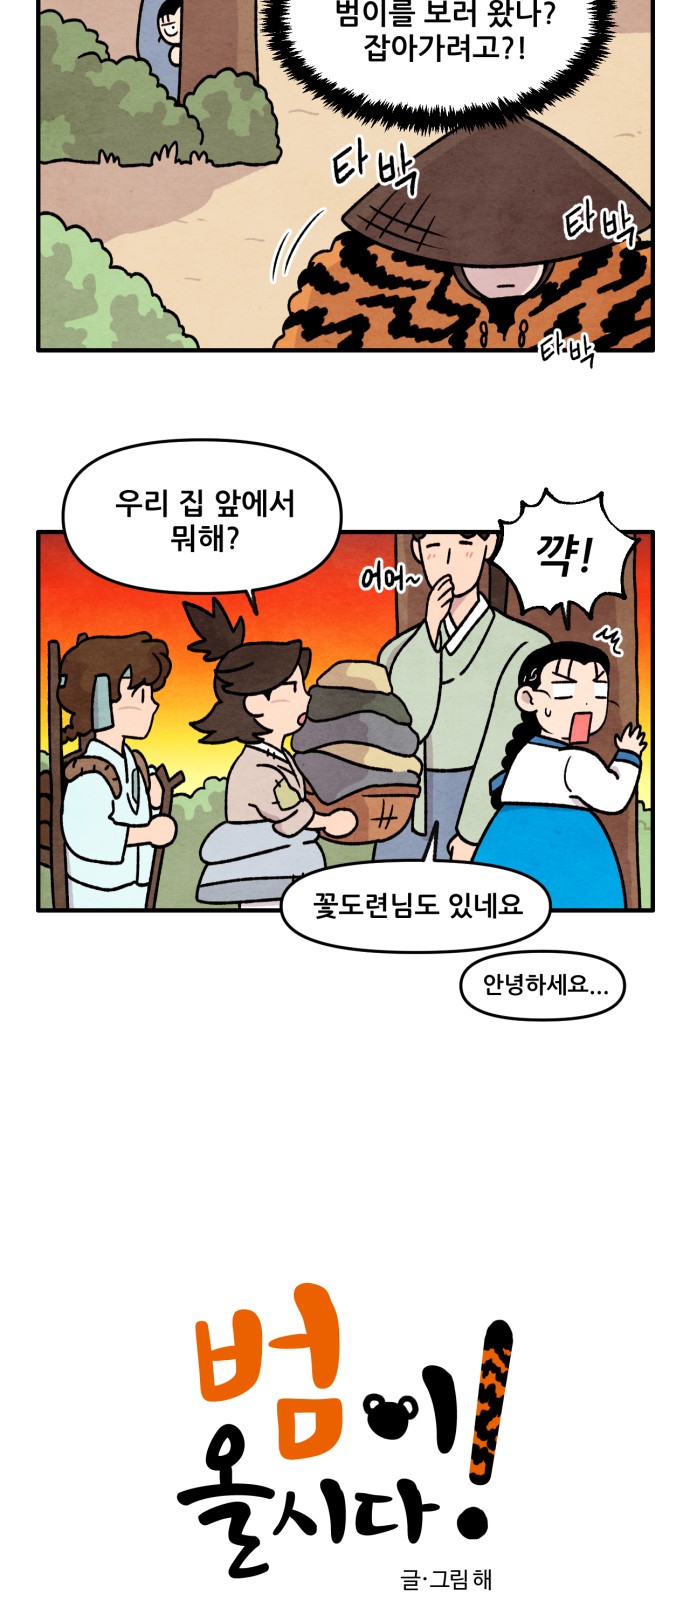 범이를 보러 왔나?
잡아가려고?!
타박
타박
타박
우리 집 앞에서
뭐해?
꺅!
어머~
꽃도련님도 있네요
안녕하세요...
범이
올시다!
글·그림 해